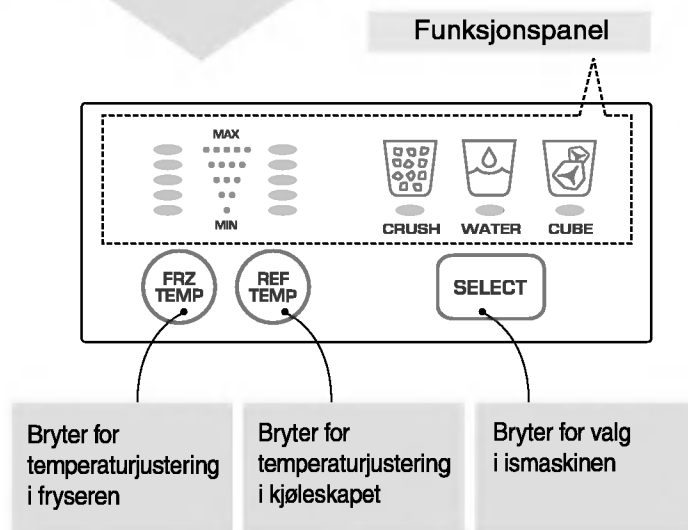 Funksjonspanel
MAX
MIN
CRUSH WATER CUBE
FRZ
TEMP
REF
TEMP
SELECT
Bryter for
temperaturjustering
i fryseren
Bryter for
temperaturjustering
i kjøleskapet
Bryter for valg
i ismaskinen